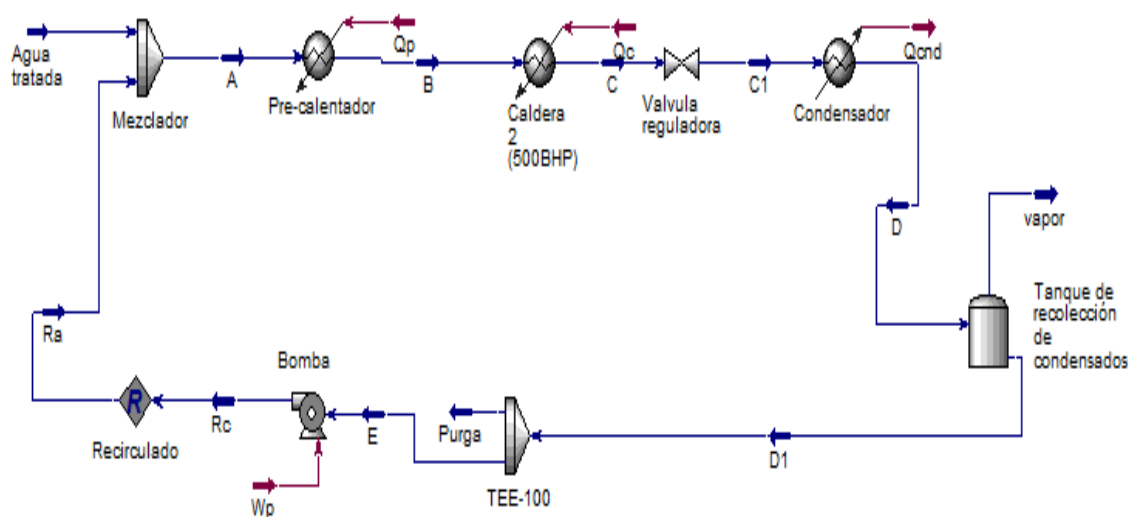 Agua
tratada
Mezclador
A
Qp
Pre-calentador
B
Qc
Caldera
2
(500BHP)
C
Valvula
reguladora
C1
Condensador
Qcnd
D
vapor
Tanque de
recolección
de
condensados
Ra
R
Recirculado
Rc
Bomba
Wp
E
Purga
TEE-100
D1